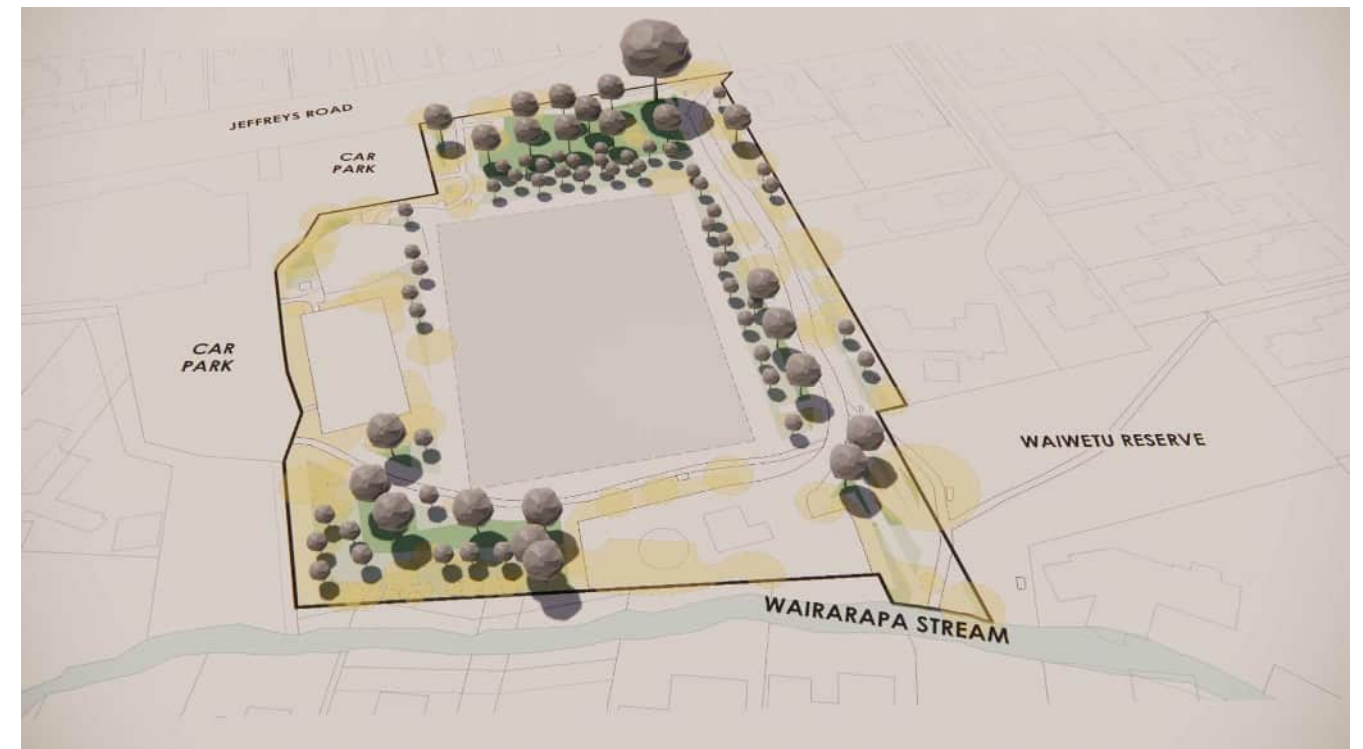 JEFFREYS ROAD
CAR
PARK
CAR
PARK
WAIWETU RESERVE
WAIRARAPA STREAM